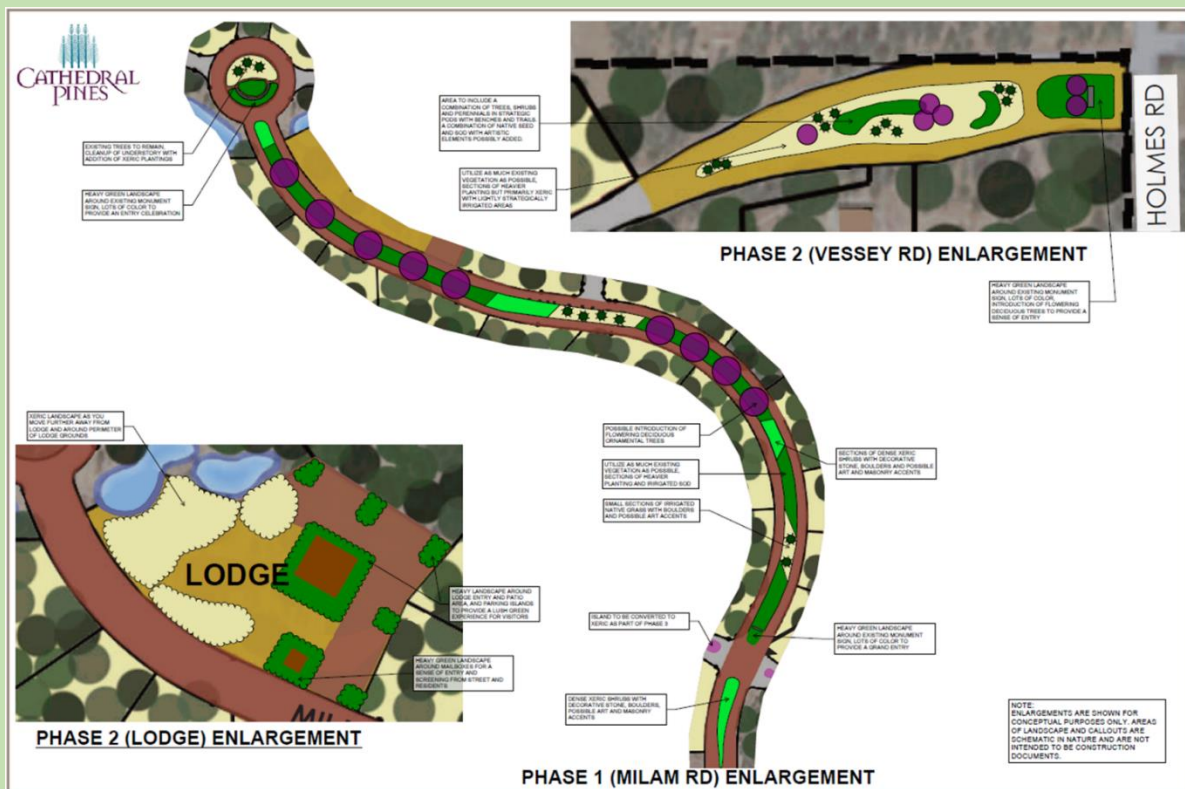 CATHEDRAL
PINES
EXISTING TREES TO REMAIN,
CLEANUP OF UNDERSTORY WITH
ADDITION OF XERIC PLANTINGS
HEAVY GREEN LANDSCAPE
AROUND EXISTING MONUMENT
SIGN, LOTS OF COLOR TO
PROVIDE AN ENTRY CELEBRATION
AREA TO INCLUDE A
COMBINATION OF TREES, SHRUBS
AND PERENNIALS IN STRATEGIC
PODS WITH BENCHES AND TRAILS.
A COMBINATION OF NATIVE SEED
AND SOD WITH ARTISTIC
ELEMENTS POSSIBLY ADDED.
UTILIZE AS MUCH EXISTING
VEGETATION AS POSSIBLE,
SECTIONS OF HEAVIER
PLANTING BUT PRIMARILY XERIC
WITH LIGHTLY STRATEGICALLY
IRRIGATED AREAS
HOLMES RD
PHASE 2 (VESSEY RD) ENLARGEMENT
HEAVY GREEN LANDSCAPE
AROUND EXISTING MONUMENT
SIGN, LOTS OF COLOR,
INTRODUCTION OF FLOWERING
DECIDUOUS TREES TO PROVIDE A
SENSE OF ENTRY
XERIC LANDSCAPE AS YOU
MOVE FURTHER AWAY FROM
LODGE AND AROUND PERIMETER
OF LODGE GROUNDS
LODGE
HEAVY LANDSCAPE AROUND
LODGE ENTRY AND PATIO
AREA, AND PARKING ISLANDS
TO PROVIDE A LUSH GREEN
EXPERIENCE FOR VISITORS
HEAVY GREEN LANDSCAPE
AROUND MAILBOXES FOR A
SENSE OF ENTRY AND
SCREENING FROM STREET AND
RESIDENTS.
MIL
PHASE 2 (LODGE) ENLARGEMENT
POSSIBLE INTRODUCTION OF
FLOWERING DECIDUOUS
ORNAMENTAL TREES
UTILIZE AS MUCH EXISTING
VEGETATION AS POSSIBLE,
SECTIONS OF HEAVIER
PLANTING AND IRRIGATED SOD
SMALL SECTIONS OF IRRIGATED
NATIVE GRASS WITH BOULDERS
AND POSSIBLE ART ACCENTS
SECTIONS OF DENSE XERIC
SHRUBS WITH DECORATIVE
STONE, BOULDERS AND POSSIBLE
ART AND MASONRY ACCENTS
ISLAND TO BE CONVERTED TO
XERIC AS PART OF PHASE 3
HEAVY GREEN LANDSCAPE
AROUND EXISTING MONUMENT
SIGN, LOTS OF COLOR TO
PROVIDE A GRAND ENTRY
DENSE XERIC SHRUBS WITH
DECORATIVE STONE, BOULDERS,
POSSIBLE ART AND MASONRY
ACCENTS
PHASE 1 (MILAM RD) ENLARGEMENT
NOTE:
ENLARGEMENTS ARE SHOWN FOR
CONCEPTUAL PURPOSES ONLY. AREAS
OF LANDSCAPE AND CALLOUTS ARE
SCHEMATIC IN NATURE AND ARE NOT
INTENDED TO BE CONSTRUCTION
DOCUMENTS.